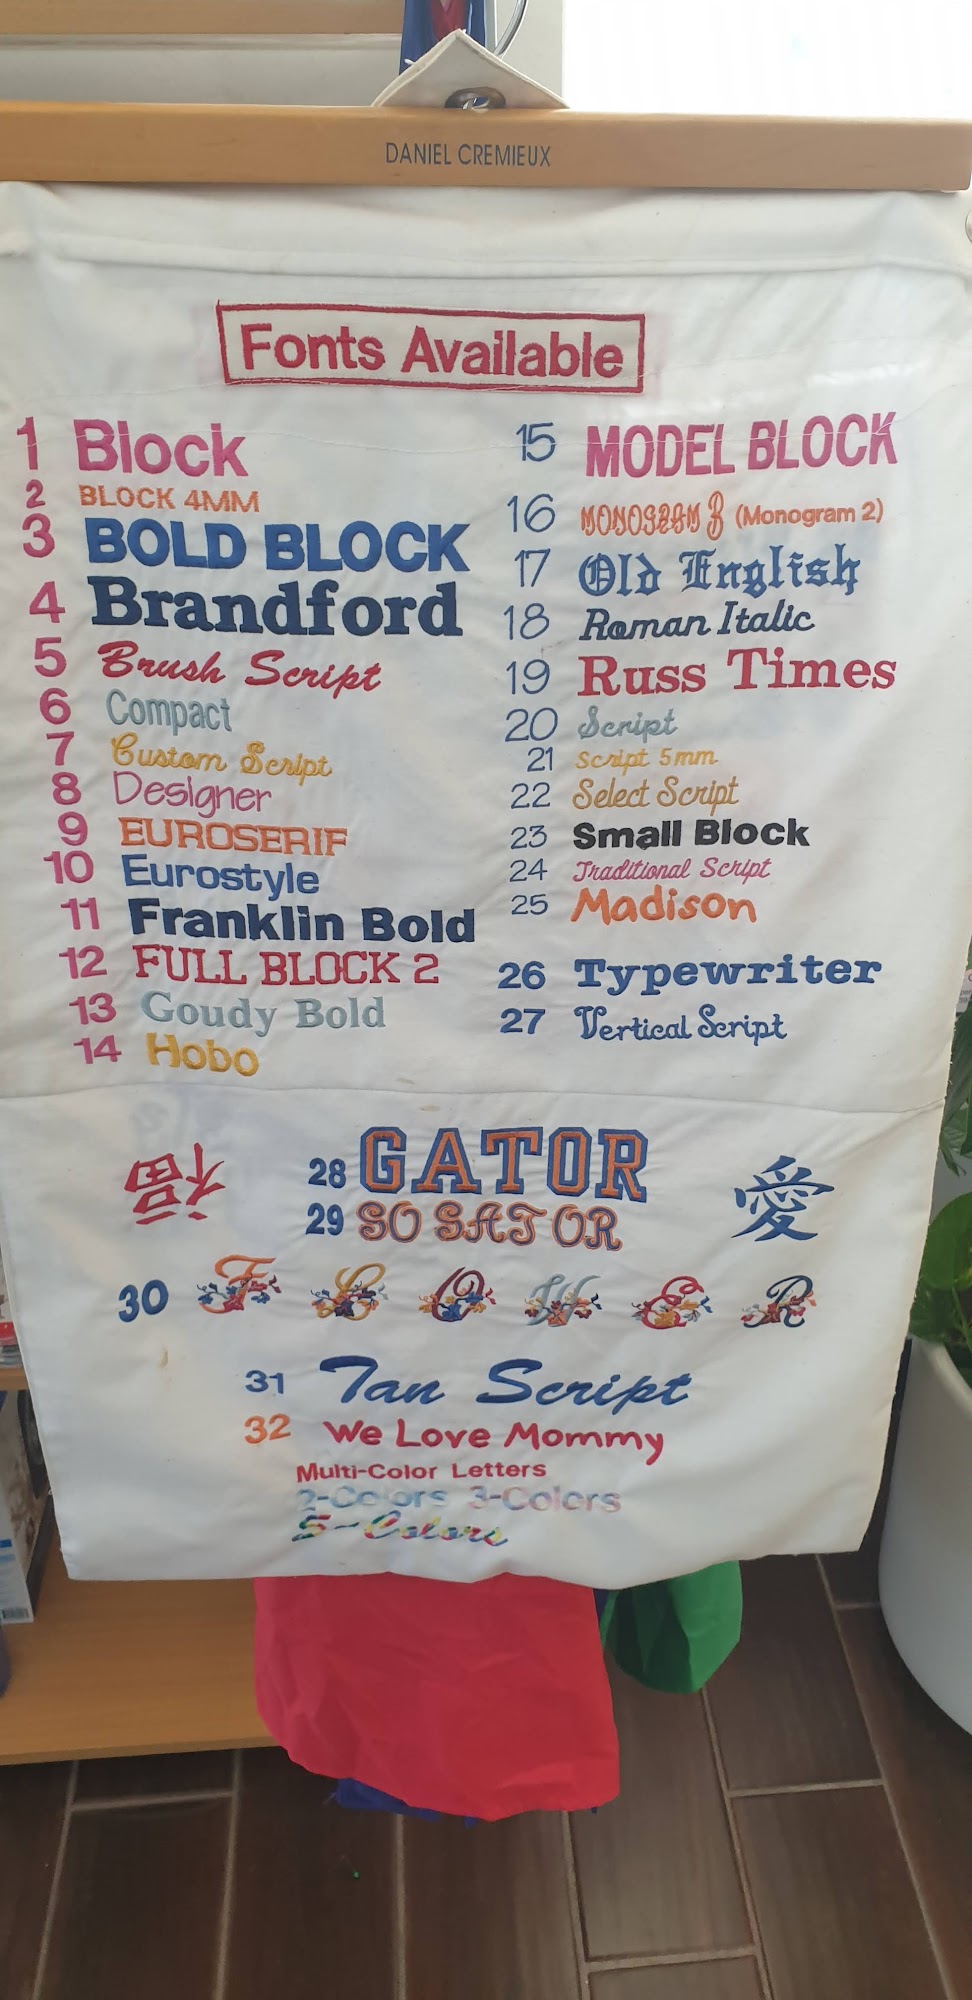 DANIEL CREMIEUX
Fonts Available
1 Block
2 BLOCK 4MM
3 BOLD BLOCK
4 Brandford
5 Brush Script
6 Compact
7 Custom Script
8 Designer
9 EUROSERIF
10 Eurostyle
11 Franklin Bold
12 FULL BLOCK 2
13 Goudy Bold
14 Hobo
15 MODEL BLOCK
16 MONOGRAM (Monogram 2)
17 Old English
18 Roman Italic
19 Russ Times
20 Script
21 Script 5mm
22 Select Script
23 Small Block
24 Traditional Script
25 Madison
26 Typewriter
27 Vertical Script
福
28 GATOR
29 SO SAT OR
愛
30 F L O W E R
31 Tan Script
32 We Love Mommy
Multi-Color Letters
2-Colors 3-Colors
5-Colors